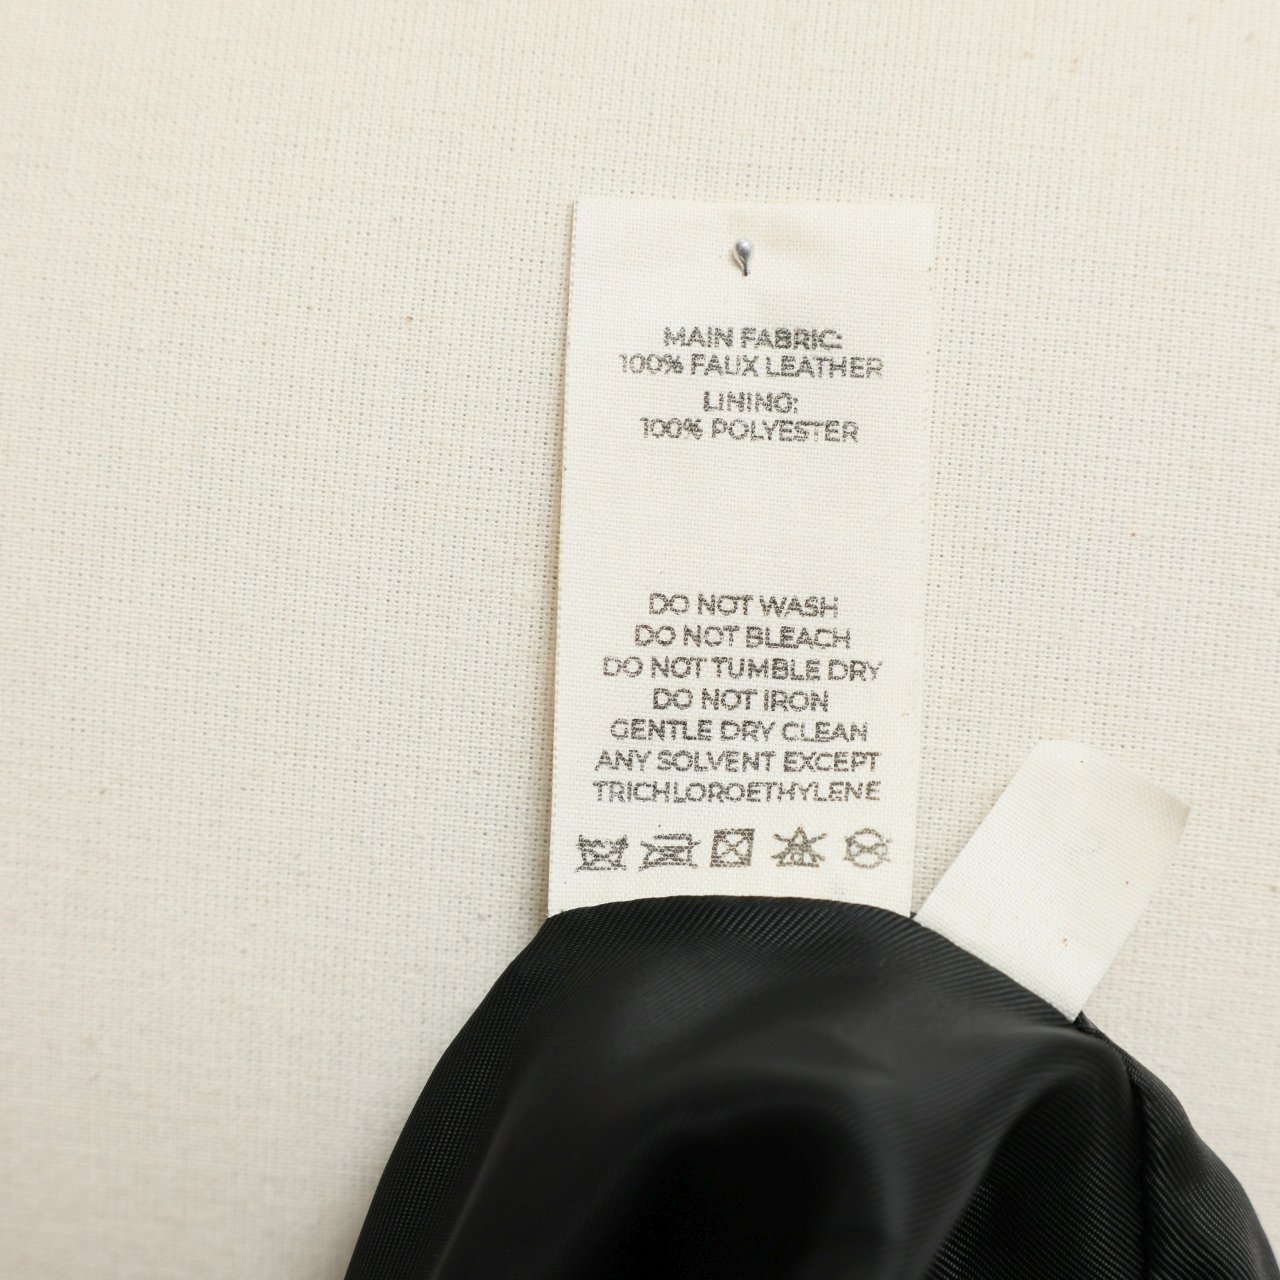 MAIN FABRIC:
100% FAUX LEATHER
LINING:
100% POLYESTER
DO NOT WASH
DO NOT BLEACH
DO NOT TUMBLE DRY
DO NOT IRON
GENTLE DRY CLEAN
ANY SOLVENT EXCEPT
TRICHLOROETHYLENE